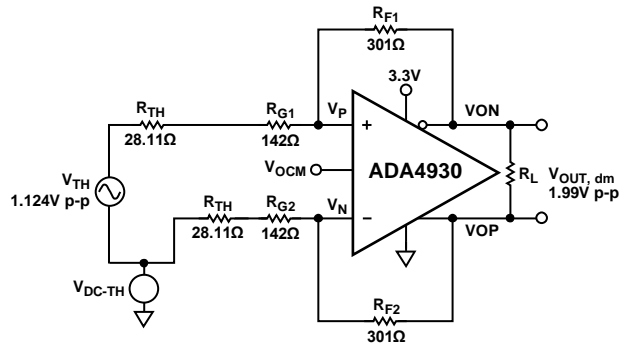 RF1
301Ω
3.3V
RTH
28.11Ω
RG1
142Ω
VP
+
VON
VOCM
ADA4930
RL
VOUT, dm
1.99V p-p
VTH
1.124V p-p
RTH
28.11Ω
RG2
142Ω
VN
−
VOP
VDC-TH
RF2
301Ω